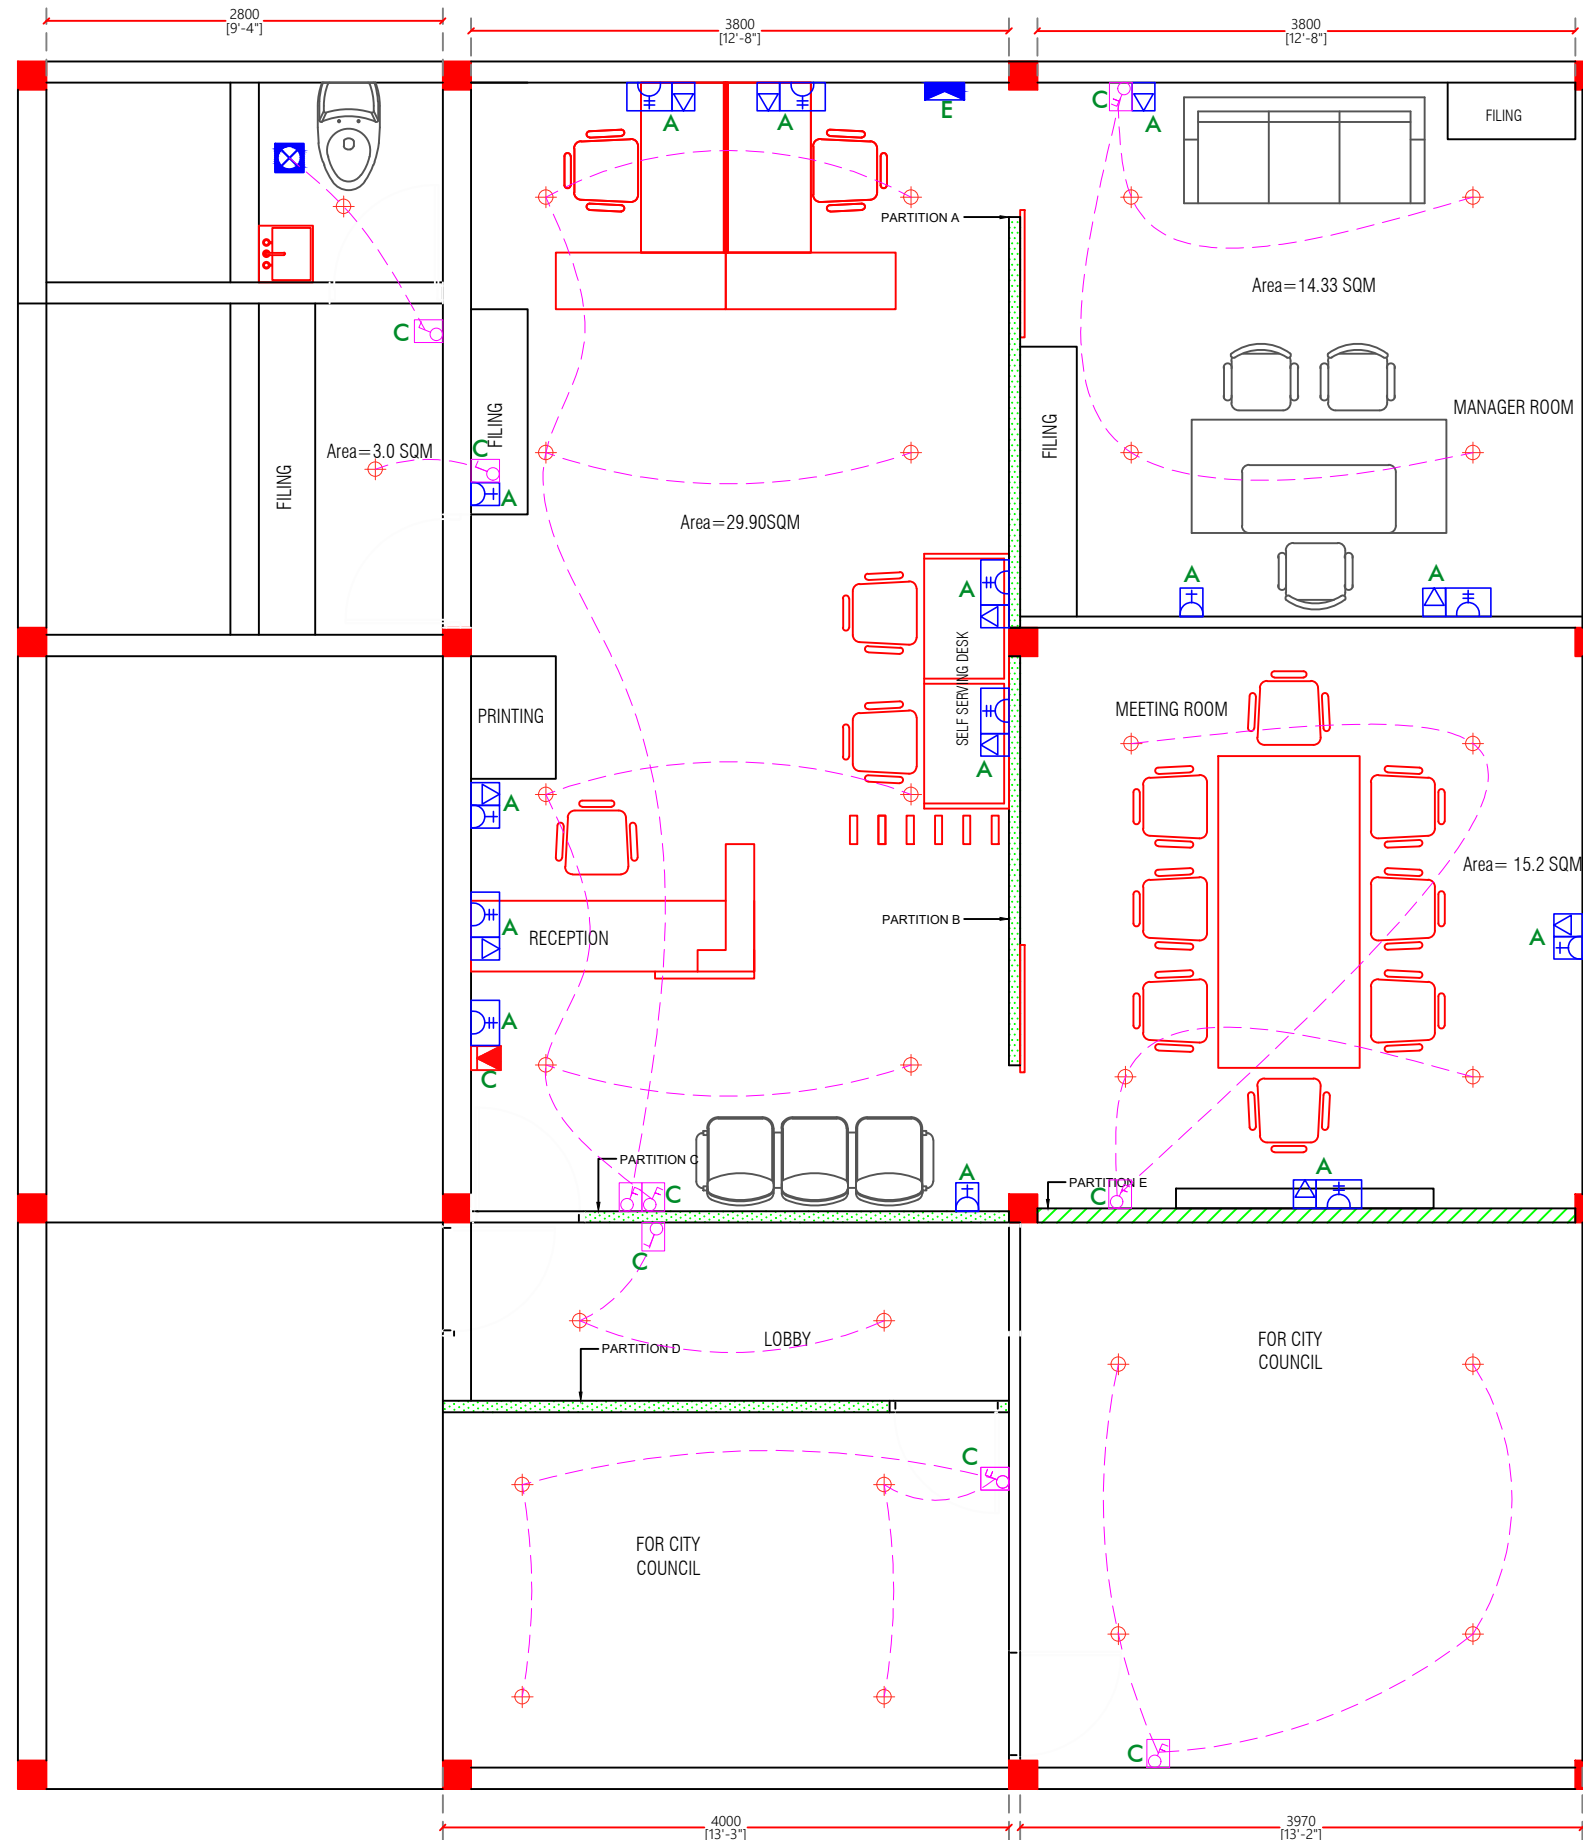 2800
[9'-4"]
3800
[12'-8"]
3800
[12'-8"]
A
A
E
C
A
FILING
PARTITION A
Area=14.33 SQM
C
MANAGER ROOM
FILING
FILING
C
Area=3.0 SQM
FILING
A
Area=29.90SQM
A
A
A
SELF SERVING DESK
A
PRINTING
MEETING ROOM
A
Area= 15.2 SQM
PARTITION B
A
RECEPTION
A
A
C
PARTITION C
C
A
PARTITION E
C
A
C
LOBBY
PARTITION D
FOR CITY
COUNCIL
C
FOR CITY
COUNCIL
C
4000
[13'-3"]
3970
[13'-2"]